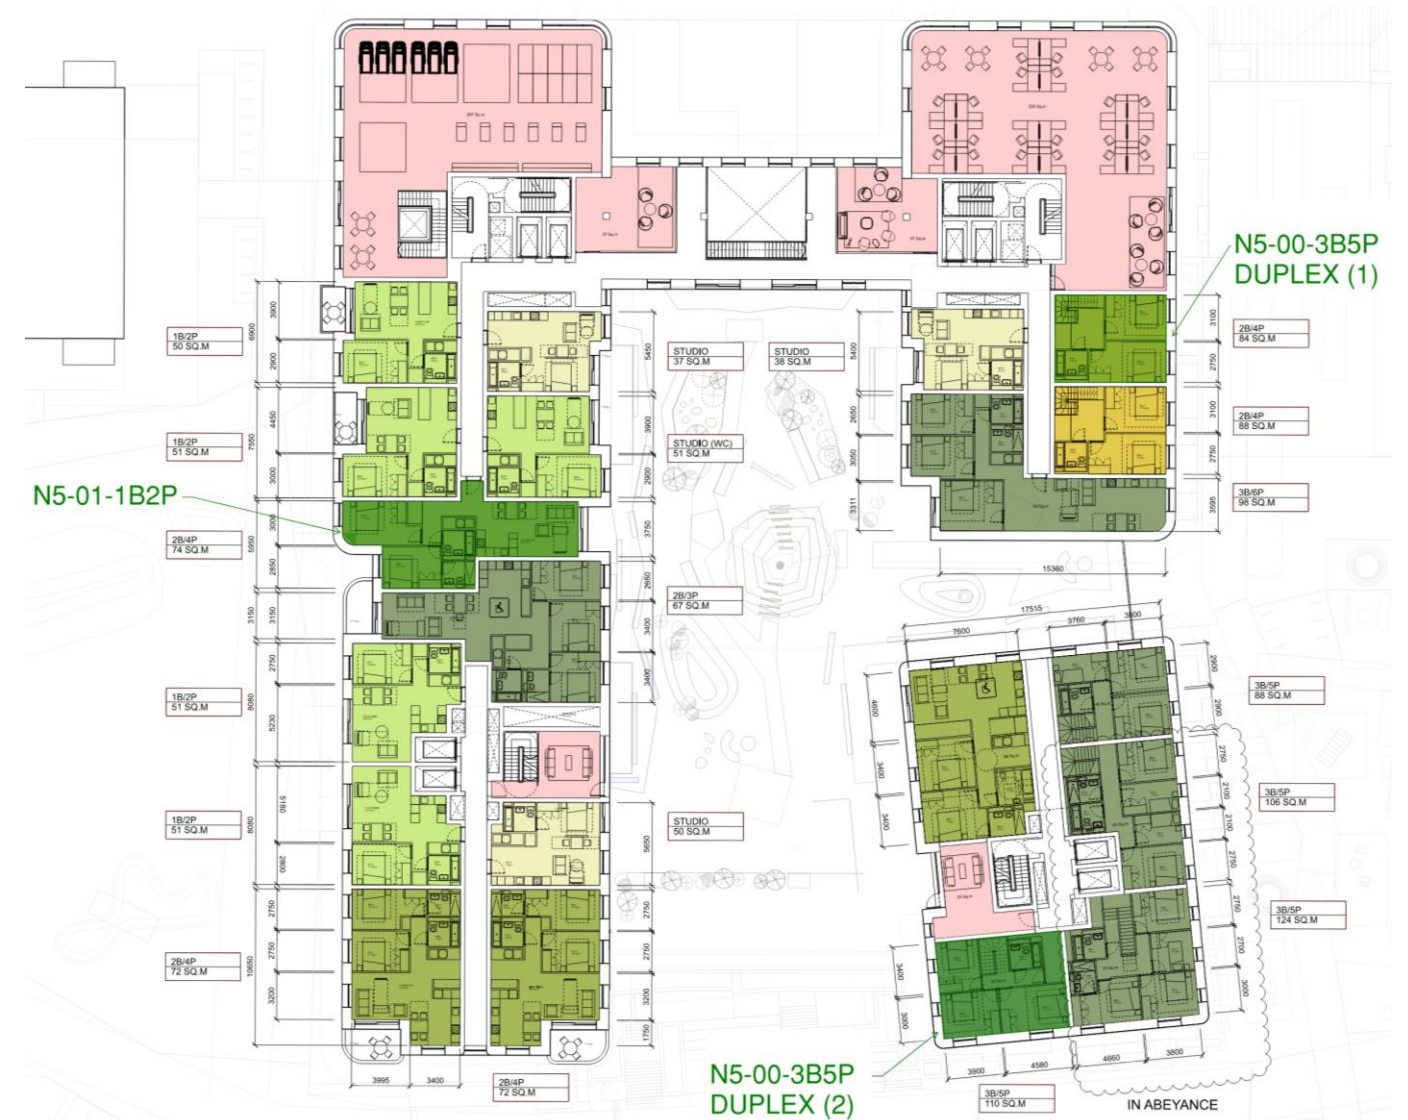 N5-00-3B5P
DUPLEX (1)
N5-01-1B2P
N5-00-3B5P
DUPLEX (2)
1B/2P
50 SQ.M
1B/2P
51 SQ.M
2B/4P
74 SQ.M
1B/2P
51 SQ.M
1B/2P
51 SQ.M
2B/4P
72 SQ.M
2B/4P
72 SQ.M
STUDIO
37 SQ.M
STUDIO
38 SQ.M
STUDIO (WC)
51 SQ.M
2B/3P
67 SQ.M
STUDIO
50 SQ.M
2B/4P
84 SQ.M
2B/4P
88 SQ.M
3B/6P
98 SQ.M
3B/5P
88 SQ.M
3B/5P
106 SQ.M
3B/5P
124 SQ.M
3B/5P
110 SQ.M
IN ABEYANCE
3900
6900
2900
4450
7550
3000
3000
5950
2850
3150
3150
2750
8080
5230
5180
8080
2800
2750
2750
10650
3200
3995
3400
5450
3900
2900
3750
3400
3400
5650
2750
2750
3200
1750
5400
2650
3050
3311
3100
2750
3100
2750
3595
15360
17515
7600
3760
3800
4600
3400
3400
3400
3000
2900
2900
2750
2100
2100
2750
2750
2700
3000
3900
4560
4660
3800